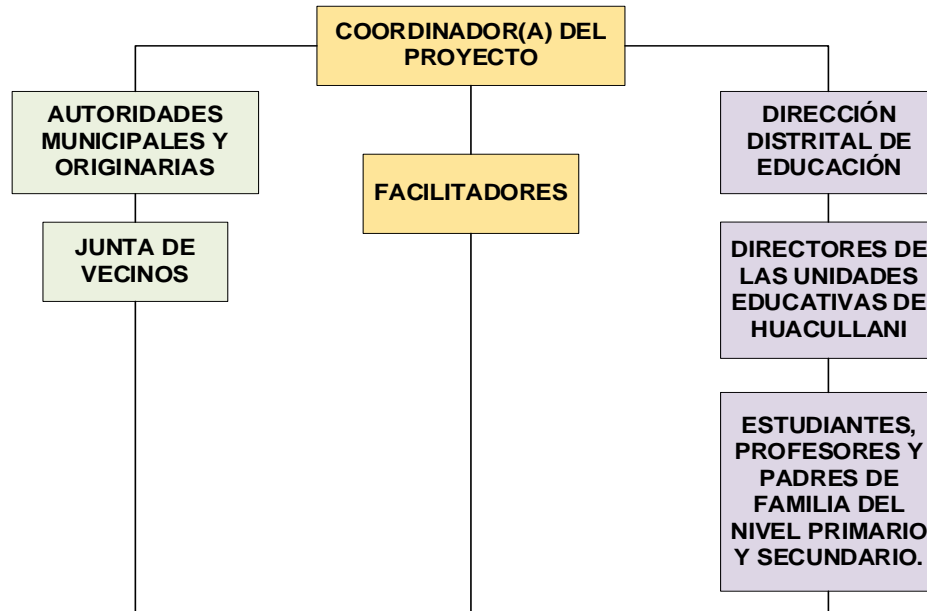 COORDINADOR(A) DEL
PROYECTO
AUTORIDADES
MUNICIPALES Y
ORIGINARIAS
JUNTA DE
VECINOS
FACILITADORES
DIRECCIÓN
DISTRITAL DE
EDUCACIÓN
DIRECTORES DE
LAS UNIDADES
EDUCATIVAS DE
HUACULLANI
ESTUDIANTES,
PROFESORES Y
PADRES DE
FAMILIA DEL
NIVEL PRIMARIO
Y SECUNDARIO.